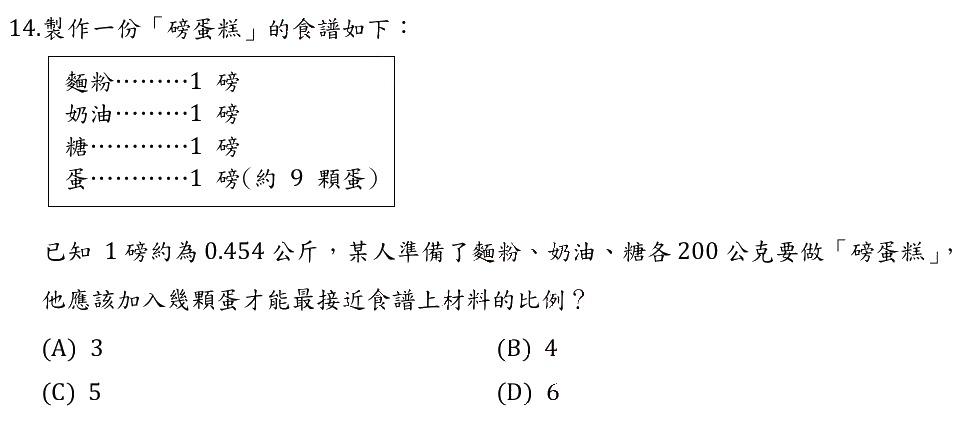 14.製作一份「磅蛋糕」的食譜如下：
麵粉………1 磅
奶油………1 磅
糖…………1 磅
蛋…………1 磅(約 9 顆蛋)
已知 1 磅約為 0.454 公斤，某人準備了麵粉、奶油、糖各 200 公克要做「磅蛋糕」，
他應該加入幾顆蛋才能最接近食譜上材料的比例？
(A) 3 (B) 4
(C) 5 (D) 6